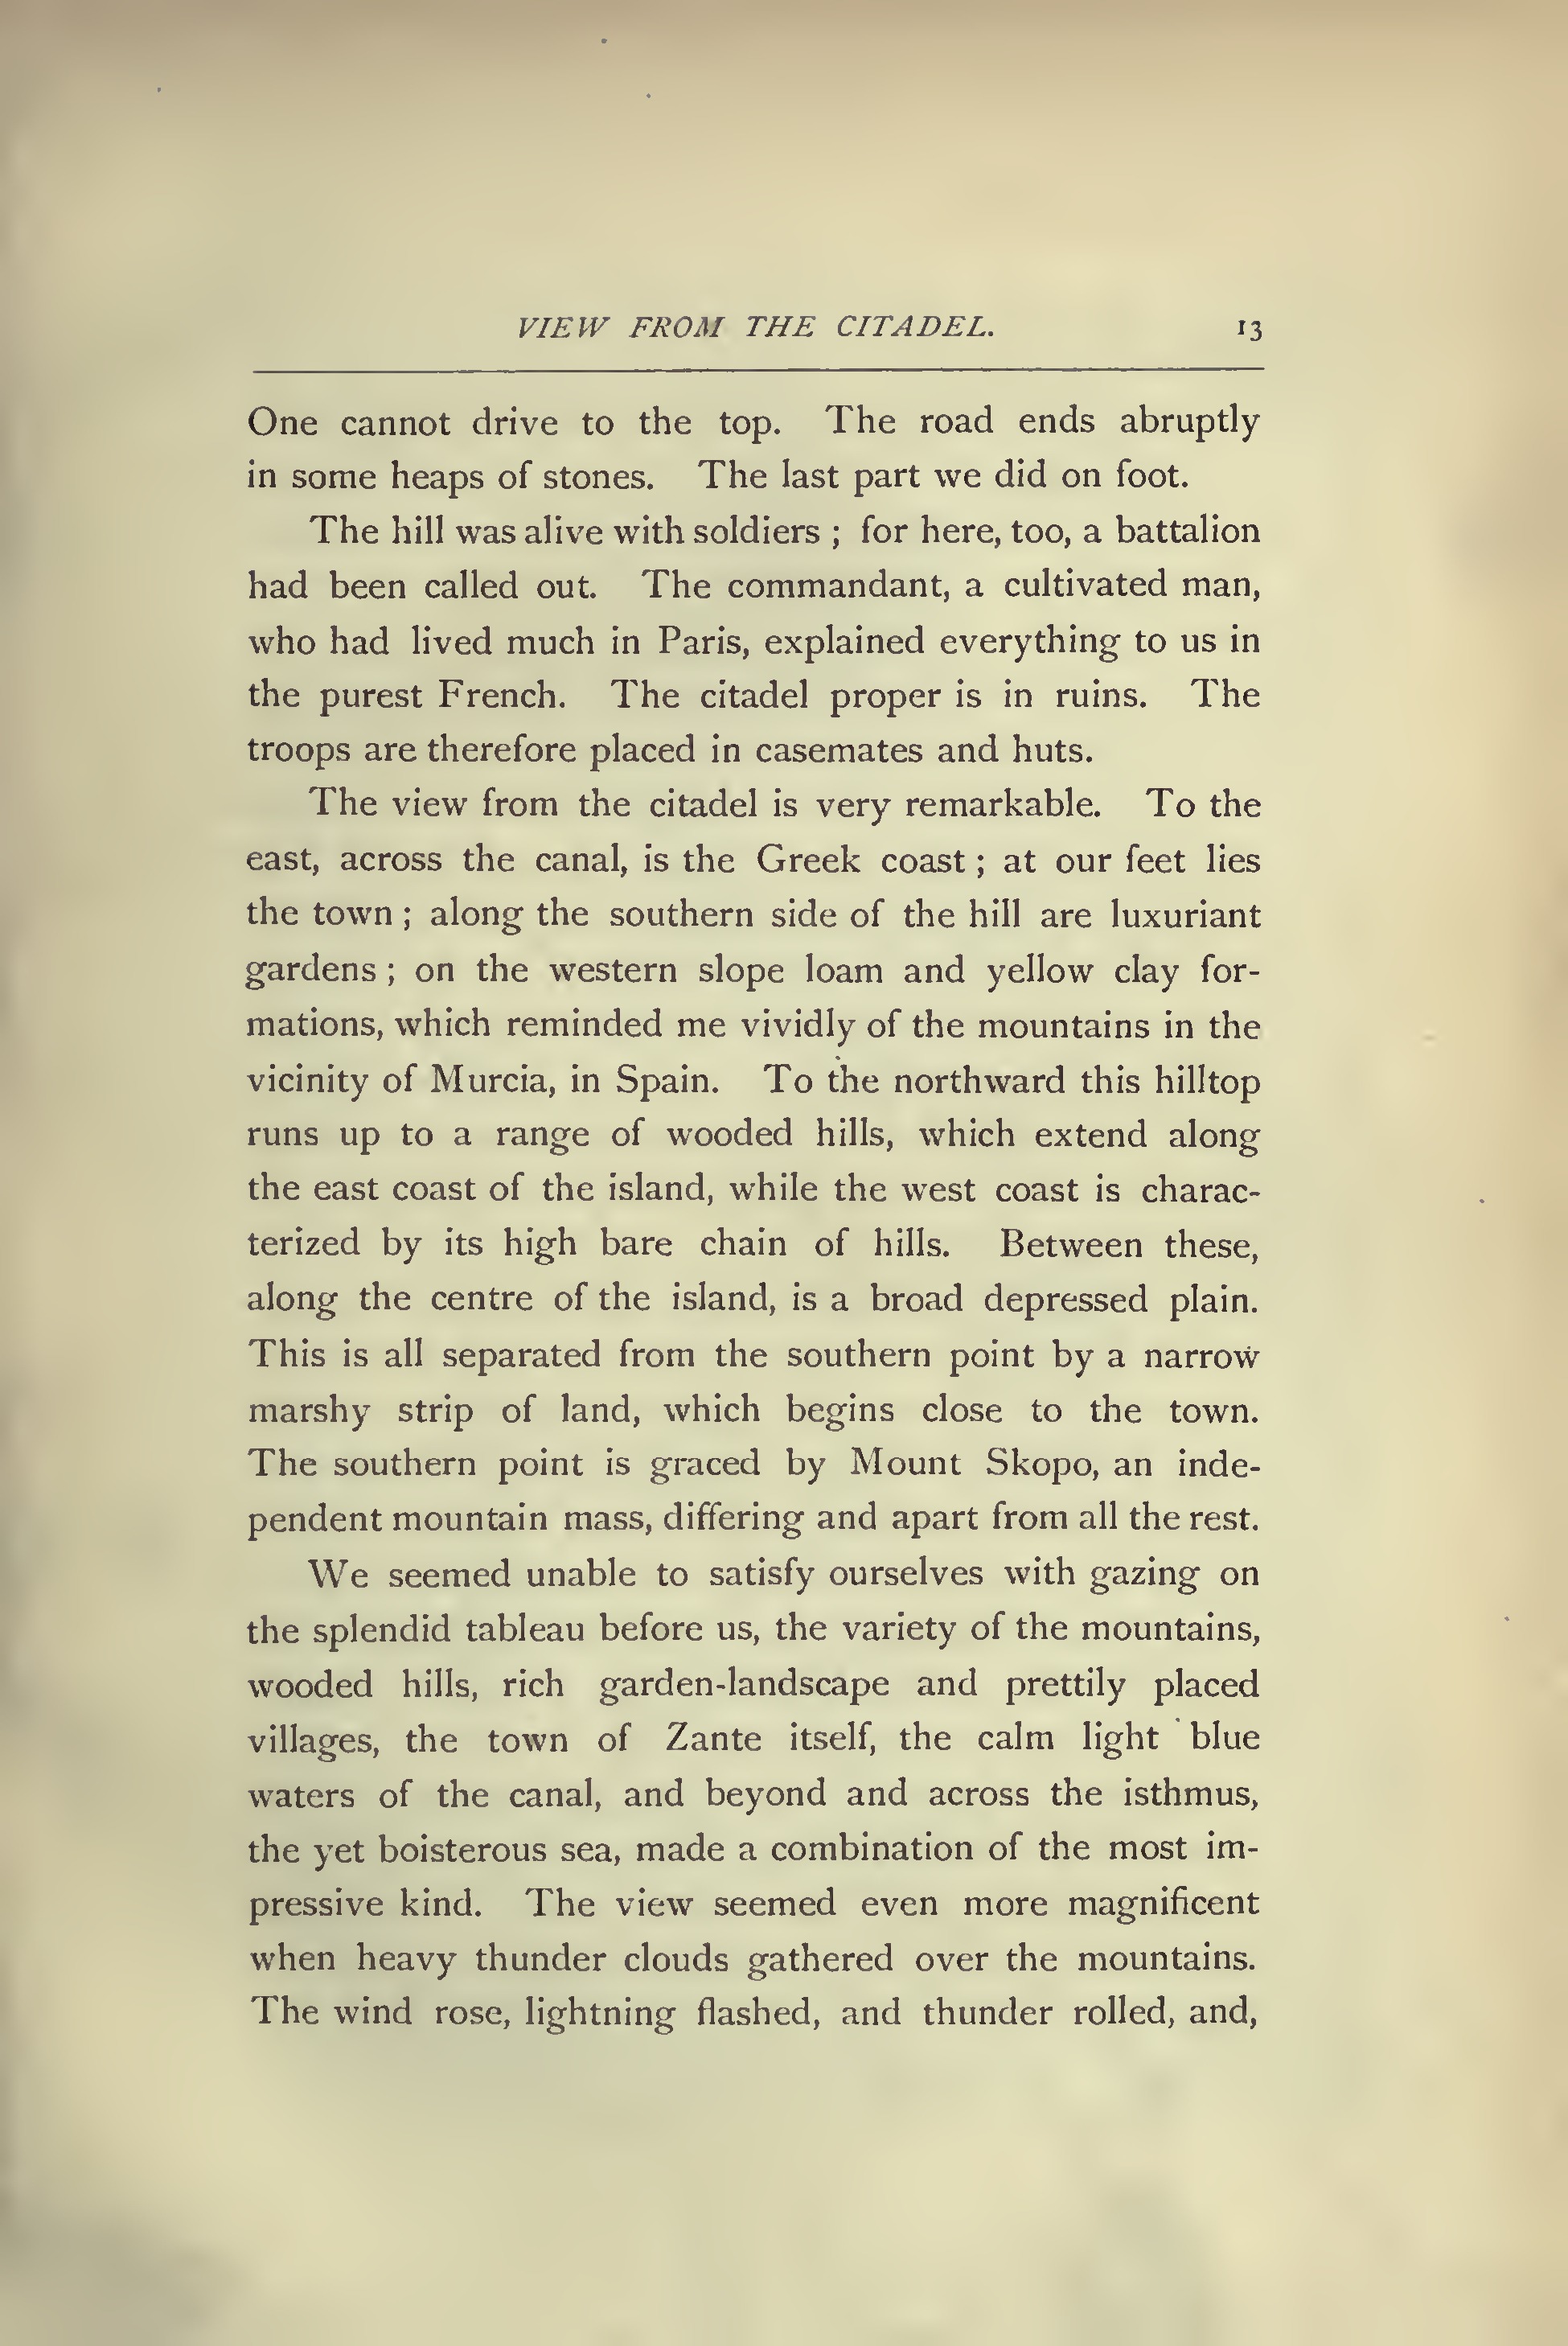 VIEW FROM THE CITADEL. 13
One cannot drive to the top. The road ends abruptly
in some heaps of stones. The last part we did on foot.
The hill was alive with soldiers ; for here, too, a battalion
had been called out. The commandant, a cultivated man,
who had lived much in Paris, explained everything to us in
the purest French. The citadel proper is in ruins. The
troops are therefore placed in casemates and huts.
The view from the citadel is very remarkable. To the
east, across the canal, is the Greek coast ; at our feet lies
the town ; along the southern side of the hill are luxuriant
gardens ; on the western slope loam and yellow clay for-
mations, which reminded me vividly of the mountains in the
vicinity of Murcia, in Spain. To the northward this hilltop
runs up to a range of wooded hills, which extend along
the east coast of the island, while the west coast is charac-
terized by its high bare chain of hills. Between these,
along the centre of the island, is a broad depressed plain.
This is all separated from the southern point by a narrow
marshy strip of land, which begins close to the town.
The southern point is graced by Mount Skopo, an inde-
pendent mountain mass, differing and apart from all the rest.
We seemed unable to satisfy ourselves with gazing on
the splendid tableau before us, the variety of the mountains,
wooded hills, rich garden-landscape and prettily placed
villages, the town of Zante itself, the calm light blue
waters of the canal, and beyond and across the isthmus,
the yet boisterous sea, made a combination of the most im-
pressive kind. The view seemed even more magnificent
when heavy thunder clouds gathered over the mountains.
The wind rose, lightning flashed, and thunder rolled, and,